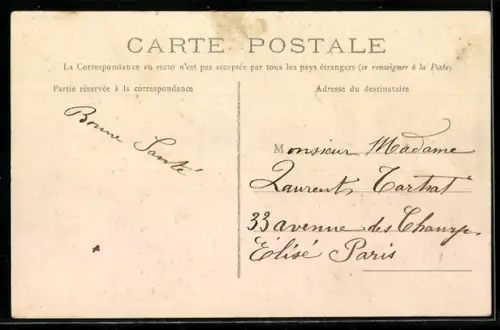 CARTE POSTALE
La Correspondance au recto n'est pas acceptée par tous les pays étrangers (se renseigner à la Poste)
Partie réservée à la correspondance
Adresse du destinataire
Bonne Santé
Monsieur Madame
Laurent
33 avenue des Champs
Elisé Paris